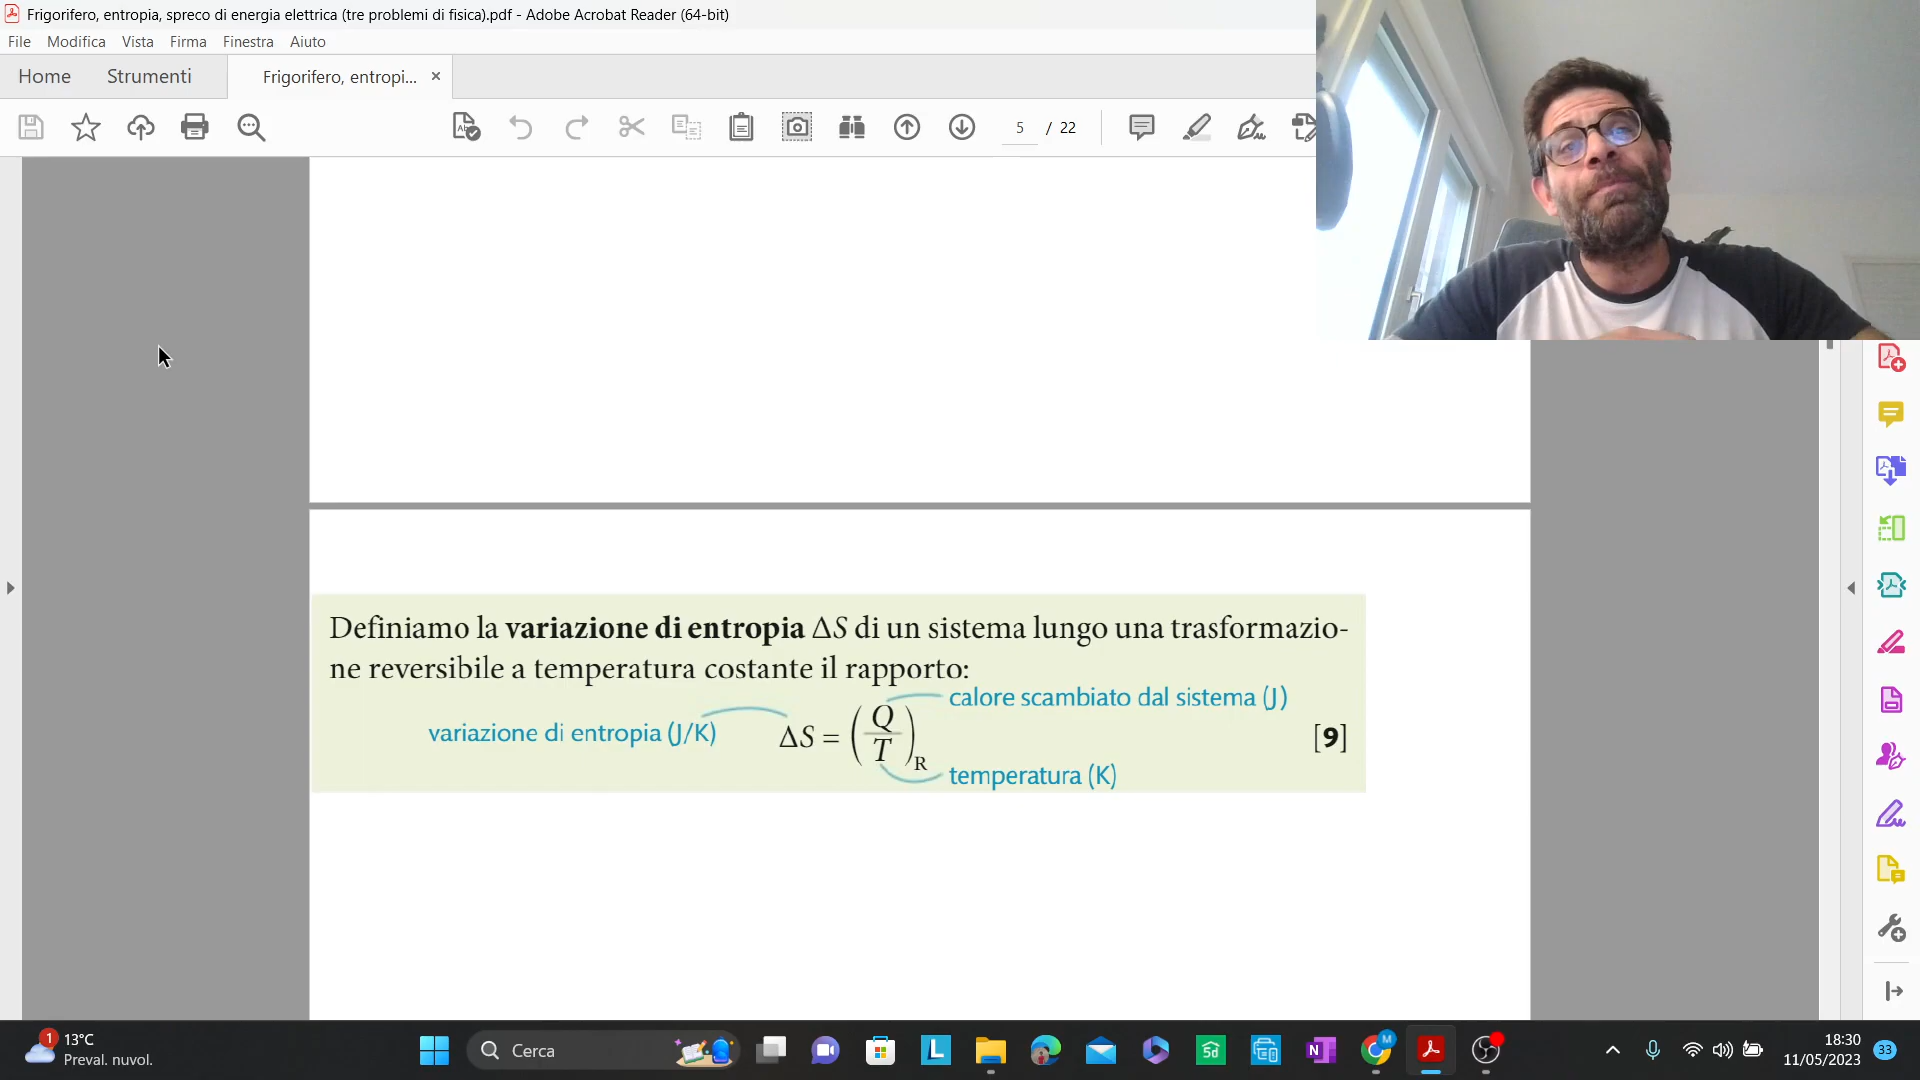 Frigorifero, entropia, spreco di energia elettrica (tre problemi di fisica).pdf - Adobe Acrobat Reader (64-bit)
File Modifica Vista Firma Finestra Aiuto
Home Strumenti Frigorifero, entropi... ×
5 / 22
Definiamo la variazione di entropia ΔS di un sistema lungo una trasformazio-
ne reversibile a temperatura costante il rapporto:
calore scambiato dal sistema (J)
variazione di entropia (J/K) ΔS = (Q/T)R [9]
temperatura (K)
1 13°C
Preval. nuvol.
Cerca
L
M
N
18:30
11/05/2023
33